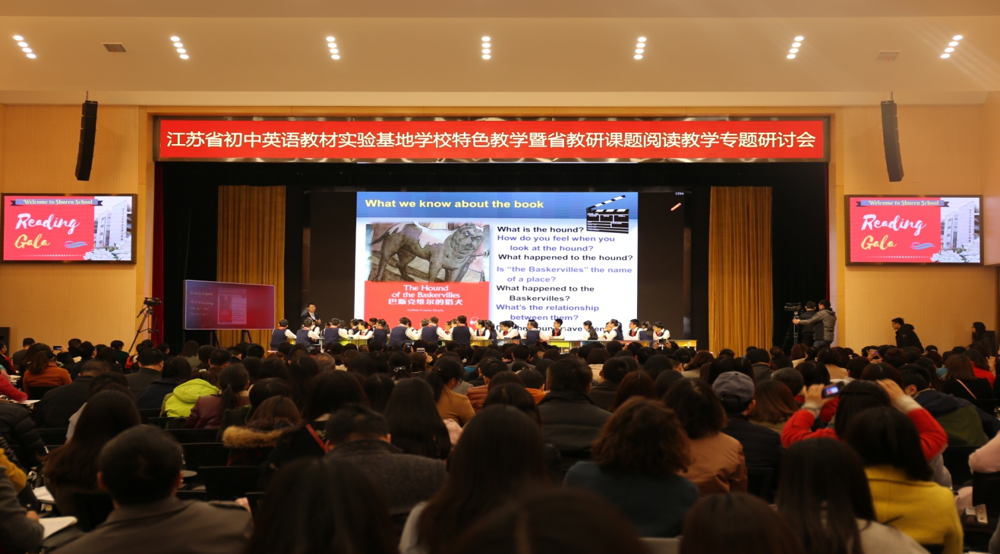 江苏省初中英语教材实验基地学校特色教学暨省教研课题阅读教学专题研讨会
Welcome to Shuren School
Reading
Gala
What we know about the book
What is the hound?
How do you feel when you
look at the hound?
What happened to the hound?
Is “the Baskervilles” the name
of a place?
What happened to the
Baskervilles?
What's the relationship
between them?
The Hound
of the Baskervilles
巴斯克维尔的猎犬
Arthur Conan Doyle
Welcome to Shuren School
Reading
Gala